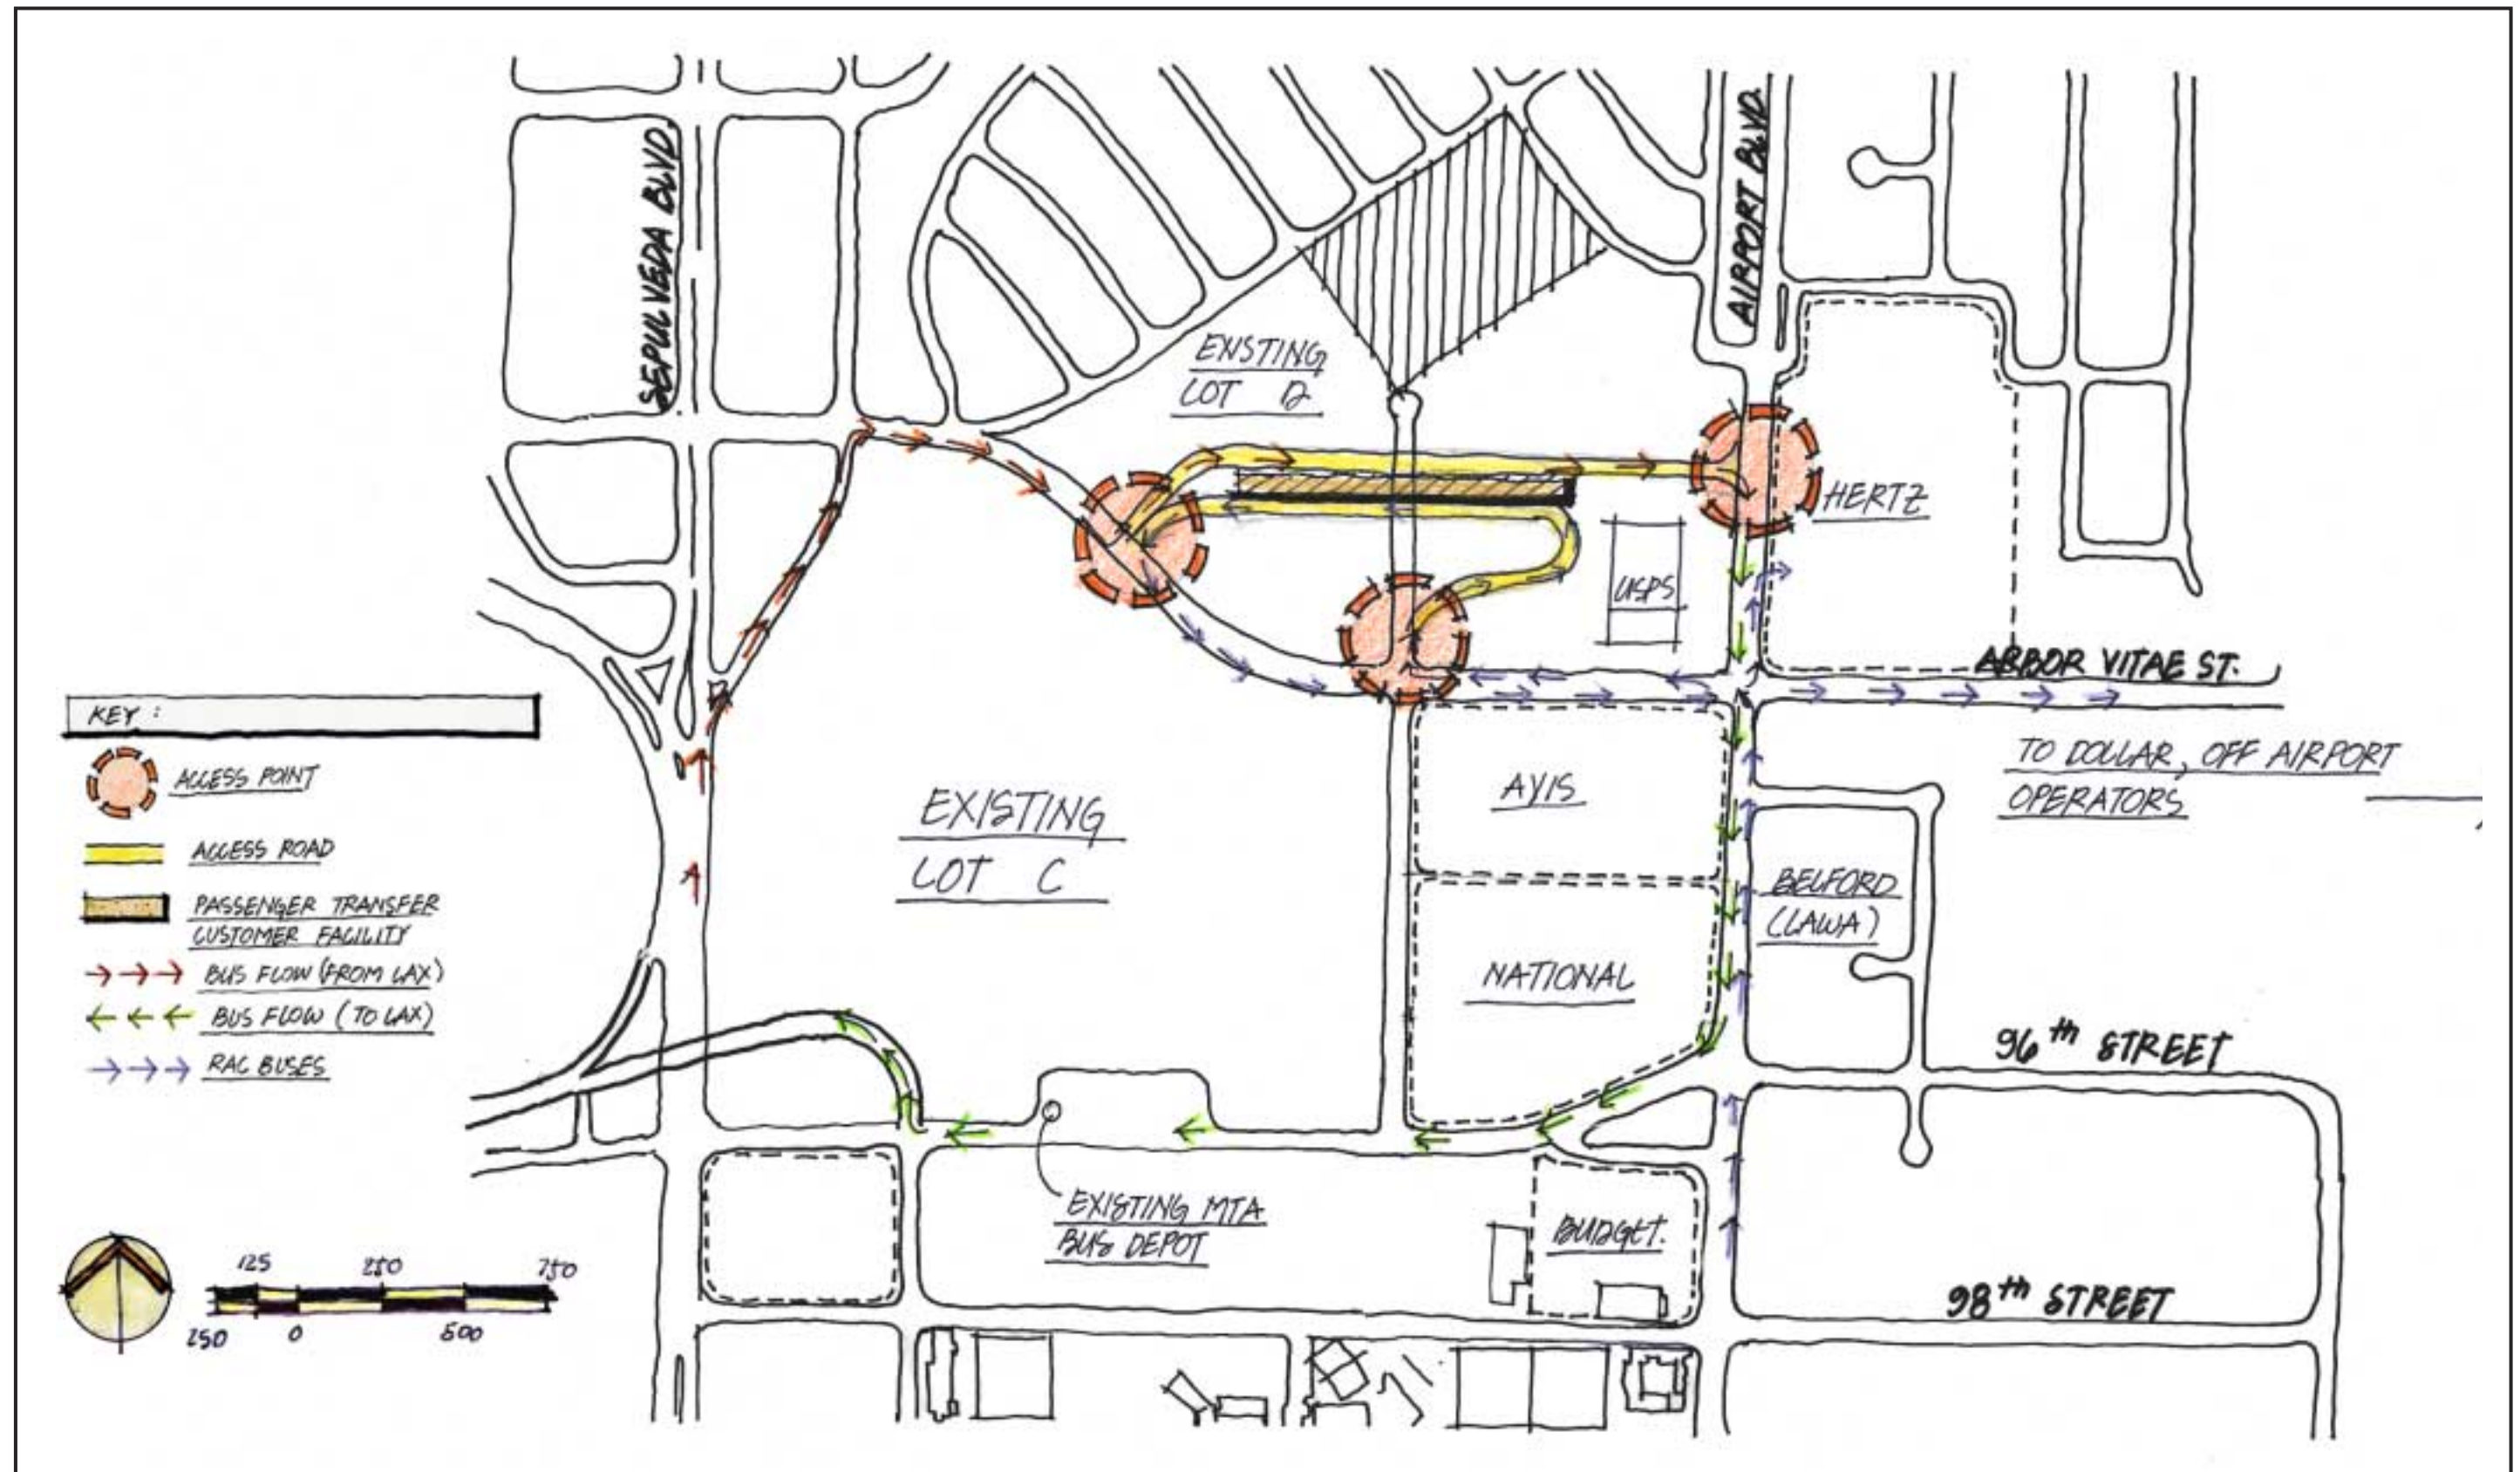 SEPULVEDA BLVD.
AIRPORT BLVD.
EXISTING
LOT D
HERTZ
USPS
ARBOR VITAE ST.
KEY :
ACCESS POINT
ACCESS ROAD
PASSENGER TRANSFER
CUSTOMER FACILITY
BUS FLOW (FROM LAX)
BUS FLOW (TO LAX)
RAC BUSES
EXISTING
LOT C
AVIS
NATIONAL
TO DOLLAR, OFF AIRPORT
OPERATORS
BELFORD
(LAWA)
96th STREET
EXISTING MTA
BUS DEPOT
BUDGET.
98th STREET
125 250 750
250 0 500